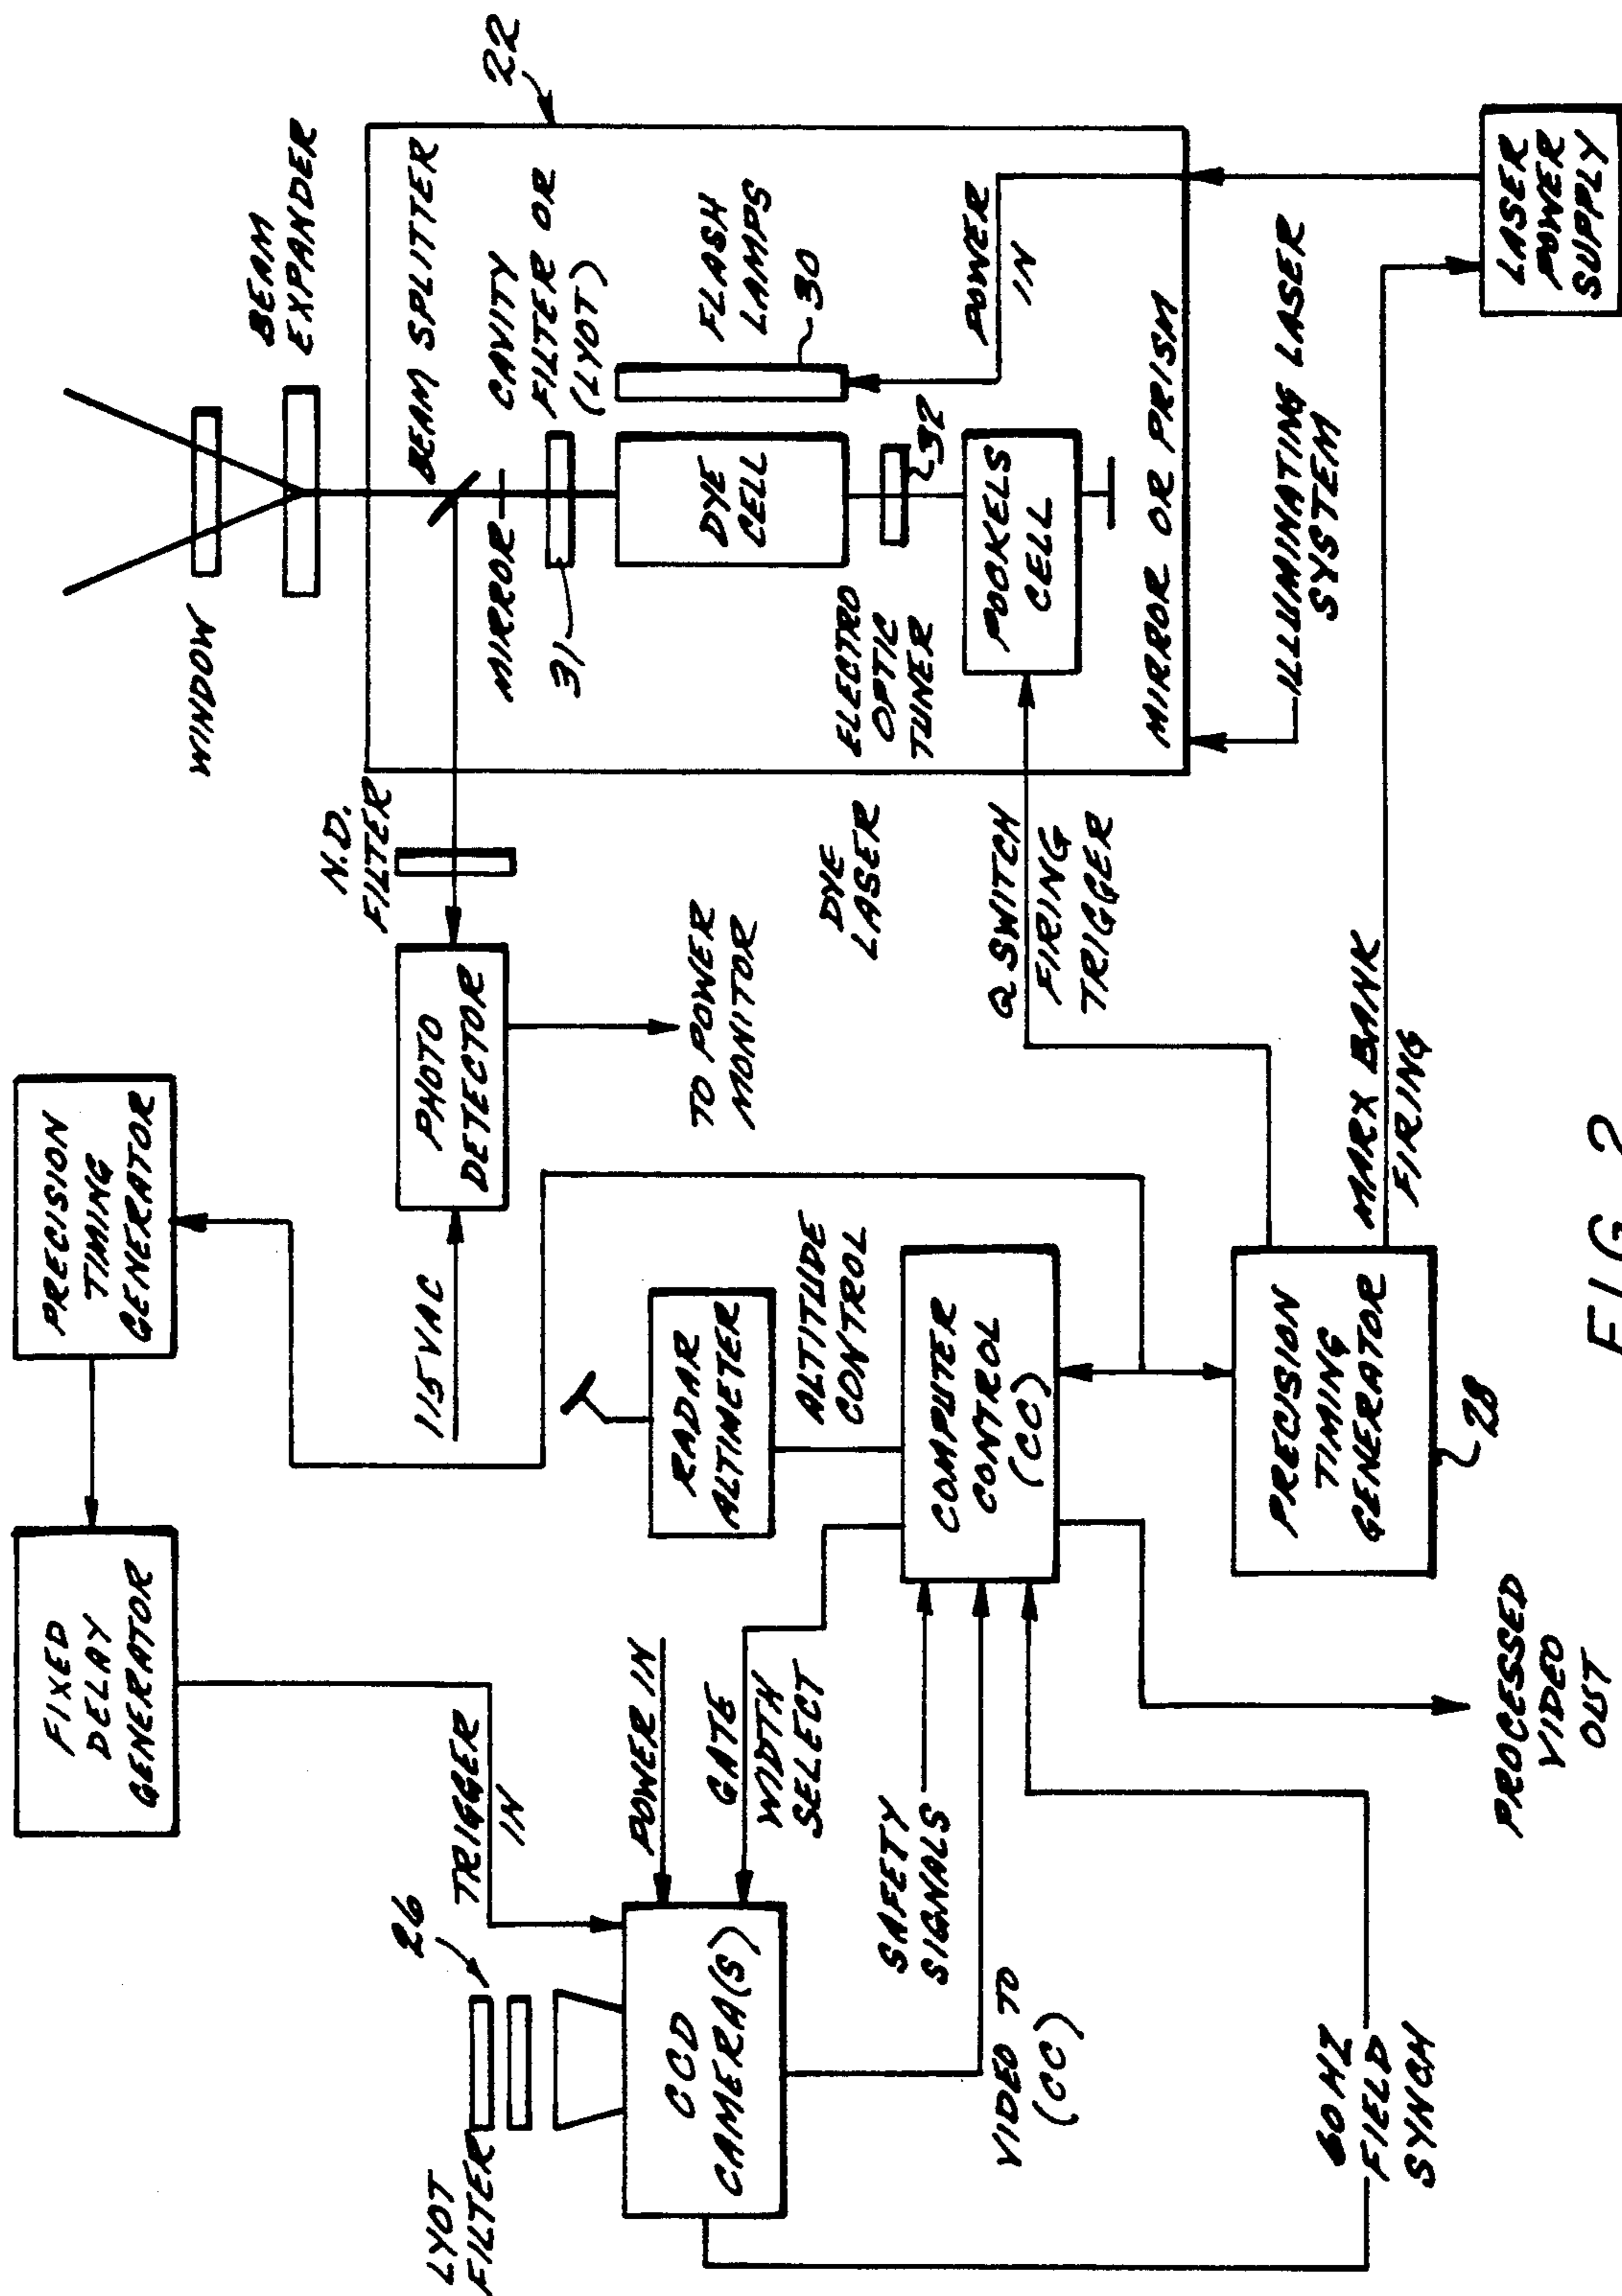 FIXED
DELAY
GENERATOR
PRECISION
TIMING
GENERATOR
LYOT
FILTER
26
TRIGGER
IN
CCD
CAMERA(S)
POWER IN
GATE
WIDTH
SELECT
SAFETY
SIGNALS
VIDEO TO
(CC)
60 HZ
FIELD
SYNCH
RADAR
ALTIMETER
ALTITUDE
CONTROL
COMPUTER
CONTROL
(CC)
PRECISION
TIMING
GENERATOR
28
PROCESSED
VIDEO
OUT
115VAC
PHOTO
DETECTOR
TO POWER
MONITOR
N.D.
FILTER
DYE
LASER
Q SWITCH
FIRING
TRIGGER
MARX BANK
FIRING
WINDOW
BEAM
EXPANDER
22
BEAM SPLITTER
MIRROR
CAVITY
FILTER OR
(LYOT)
31
DYE
CELL
FLASH
LAMPS
30
ELECTRO
OPTIC
TUNER
32
POCKELS
CELL
POWER
IN
MIRROR OR PRISM
ILLUMINATING LASER
SYSTEM
LASER
POWER
SUPPLY
FIG 2